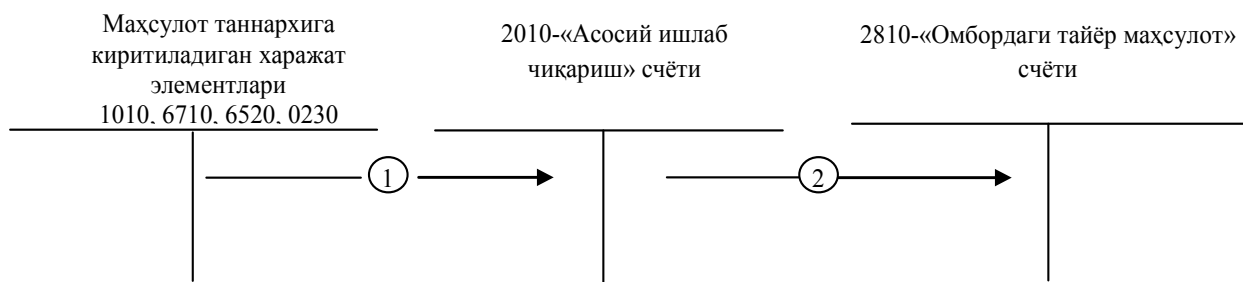 Маҳсулот таннархига
киритиладиган харажат
элементлари
1010, 6710, 6520, 0230
2010-«Асосий ишлаб
чиқариш» счёти
2810-«Омбордаги тайёр маҳсулот»
счёти
1
2